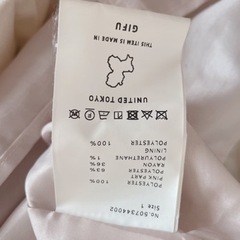 No.507344002
Size 1
PINK PART
POLYESTER 100%
POLYESTER 63%
RAYON 36%
POLYURETHANE 1%
LINING
POLYESTER 100%
UNITED TOKYO
THIS ITEM IS MADE IN
GIFU